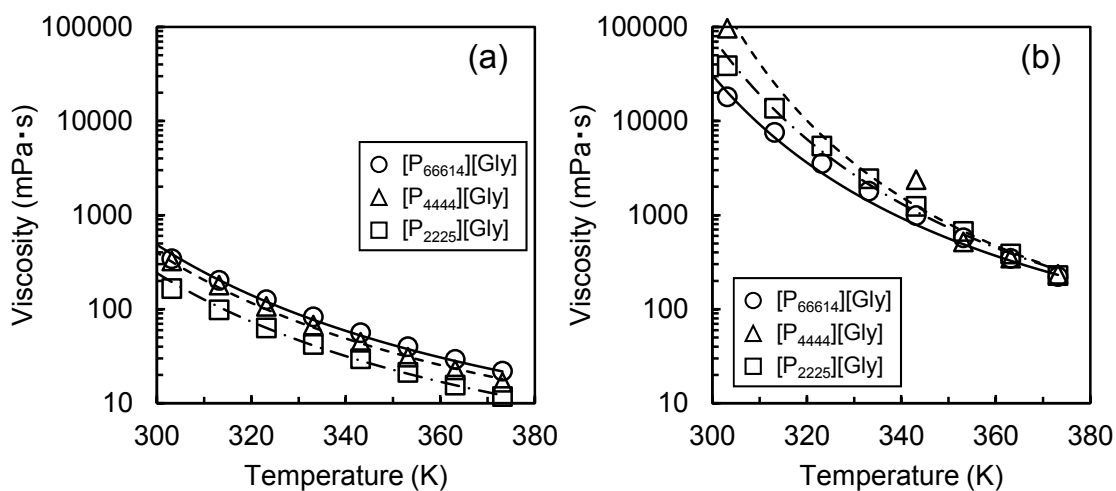 100000
10000
1000
100
10
Viscosity (mPa・s)
(a)
[P₆₆₆₁₄][Gly]
[P₄₄₄₄][Gly]
[P₂₂₂₅][Gly]
300 320 340 360 380
Temperature (K)
100000
10000
1000
100
10
Viscosity (mPa・s)
(b)
[P₆₆₆₁₄][Gly]
[P₄₄₄₄][Gly]
[P₂₂₂₅][Gly]
300 320 340 360 380
Temperature (K)